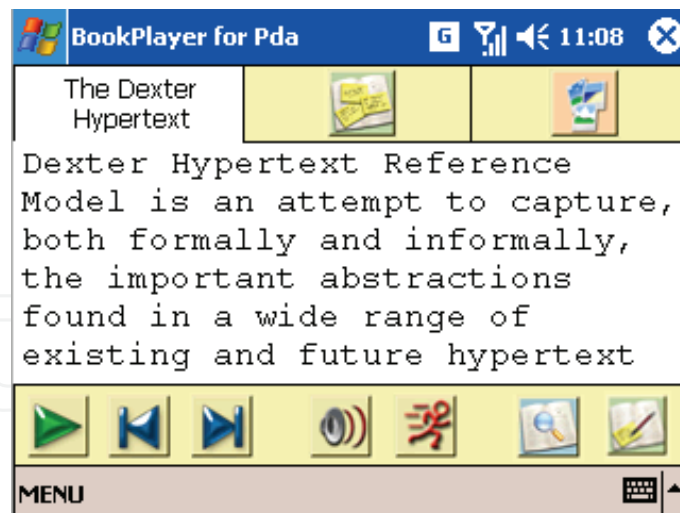 BookPlayer for Pda G 11:08
The Dexter
Hypertext
Dexter Hypertext Reference
Model is an attempt to capture,
both formally and informally,
the important abstractions
found in a wide range of
existing and future hypertext
MENU